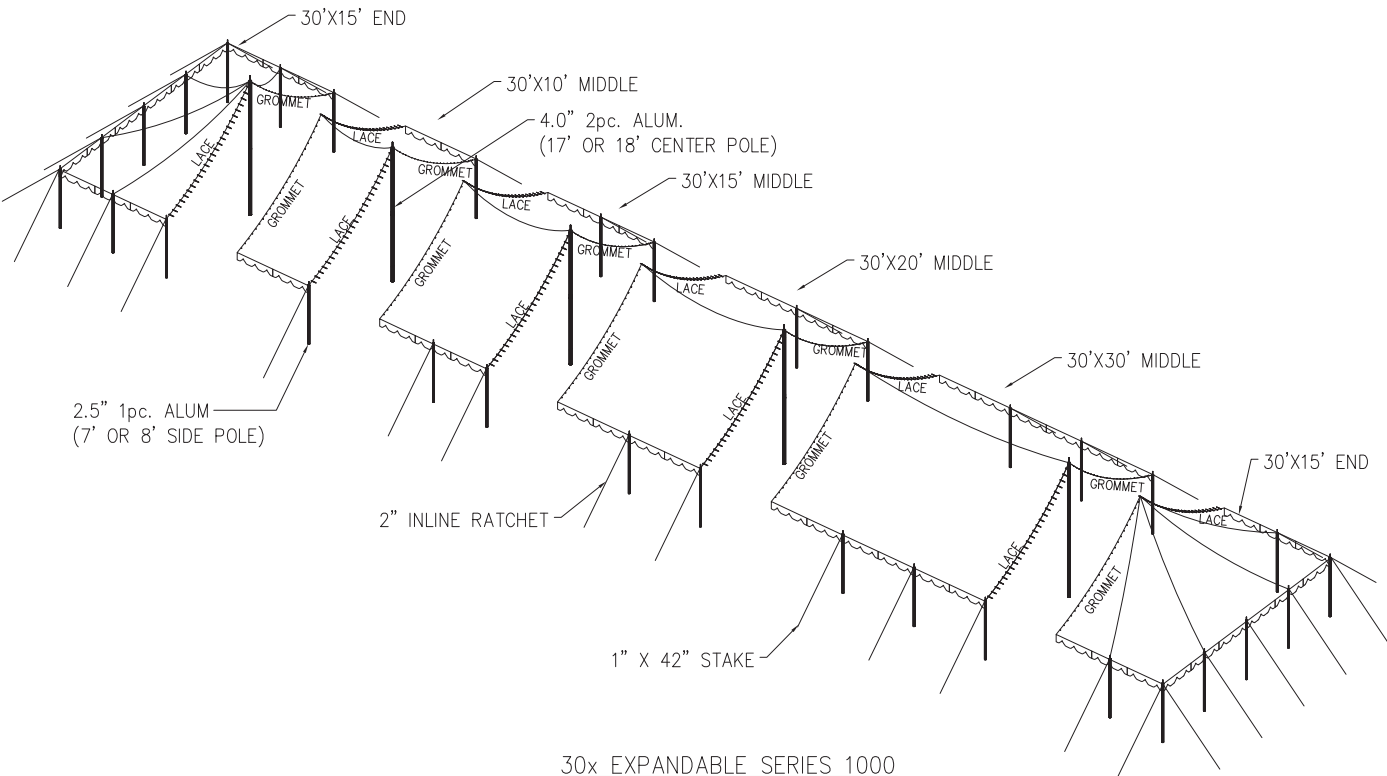 30'X15' END
30'X10' MIDDLE
4.0" 2pc. ALUM.
(17' OR 18' CENTER POLE)
30'X15' MIDDLE
30'X20' MIDDLE
30'X30' MIDDLE
30'X15' END
GROMMET
LACE
LACE
GROMMET
GROMMET
LACE
LACE
GROMMET
GROMMET
LACE
LACE
GROMMET
GROMMET
LACE
LACE
GROMMET
GROMMET
LACE
LACE
GROMMET
2.5" 1pc. ALUM
(7' OR 8' SIDE POLE)
2" INLINE RATCHET
1" X 42" STAKE
30x EXPANDABLE SERIES 1000